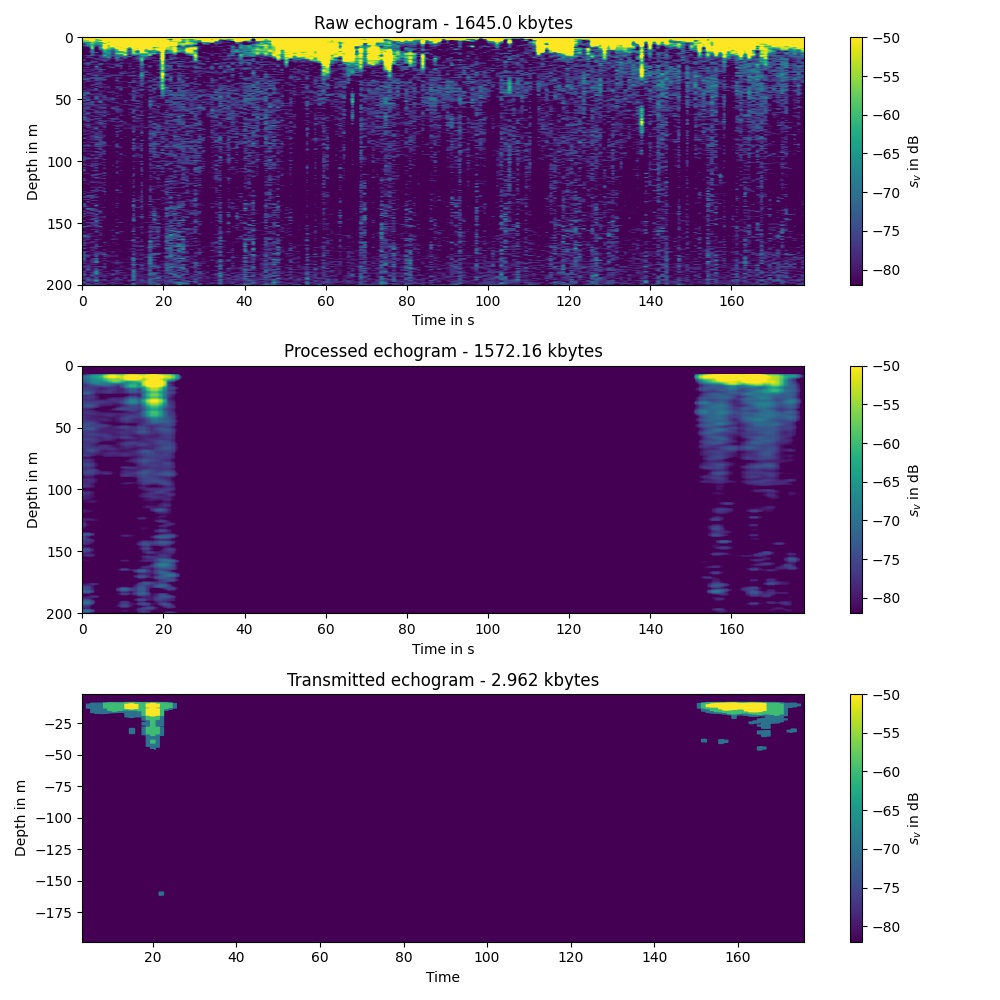 Raw echogram - 1645.0 kbytes
0
50
100
150
200
Depth in m
0 20 40 60 80 100 120 140 160
Time in s
−50
−55
−60
−65
−70
−75
−80
sv in dB
Processed echogram - 1572.16 kbytes
0
50
100
150
200
Depth in m
0 20 40 60 80 100 120 140 160
Time in s
−50
−55
−60
−65
−70
−75
−80
sv in dB
Transmitted echogram - 2.962 kbytes
−25
−50
−75
−100
−125
−150
−175
Depth in m
20 40 60 80 100 120 140 160
Time
−50
−55
−60
−65
−70
−75
−80
sv in dB